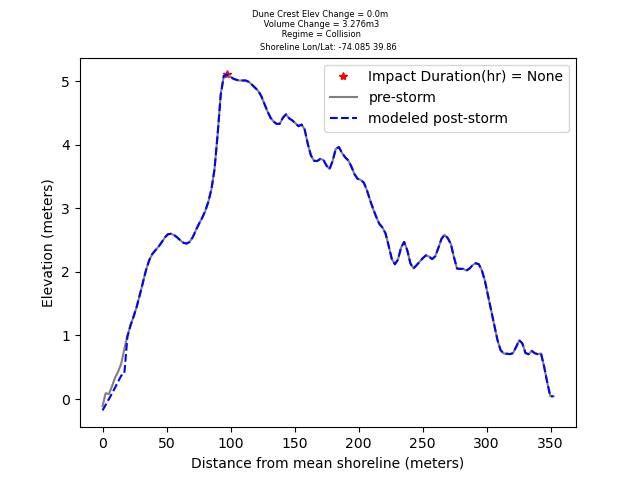 Dune Crest Elev Change = 0.0m
Volume Change = 3.276m3
Regime = Collision
Shoreline Lon/Lat: -74.085 39.86
Impact Duration(hr) = None
pre-storm
modeled post-storm
Elevation (meters)
5
4
3
2
1
0
0 50 100 150 200 250 300 350
Distance from mean shoreline (meters)